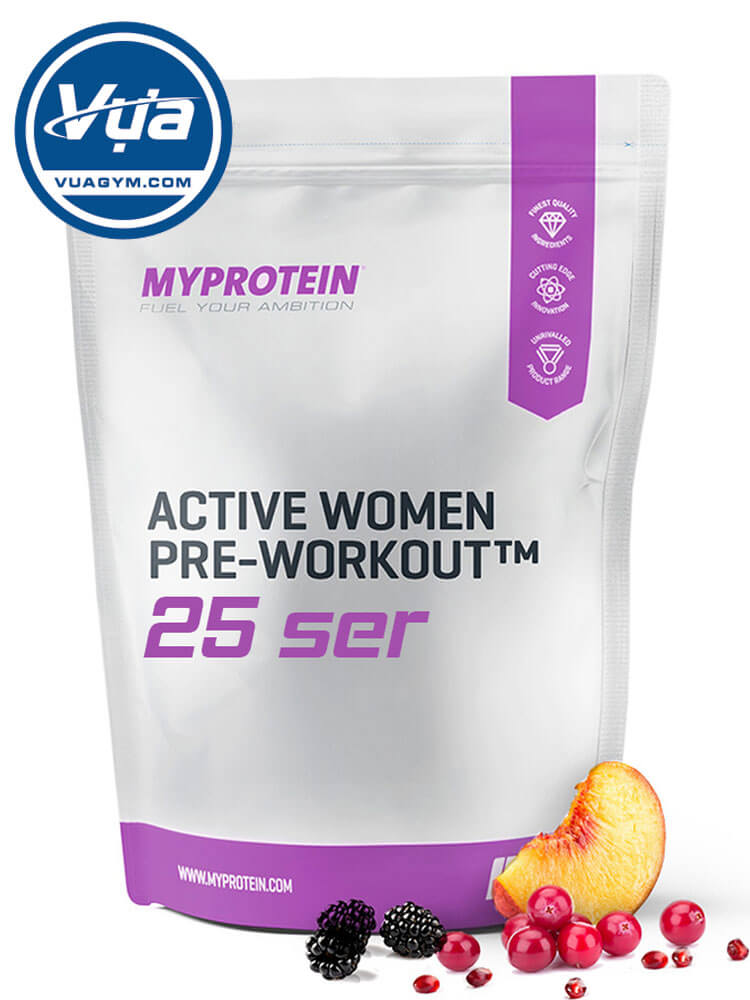 Vựa
VUAGYM.COM
FINEST QUALITY
INGREDIENTS
CUTTING EDGE
INNOVATION
UNRIVALLED
PRODUCT RANGE
MYPROTEIN
FUEL YOUR AMBITION
ACTIVE WOMEN
PRE-WORKOUT™
25 ser
WWW.MYPROTEIN.COM